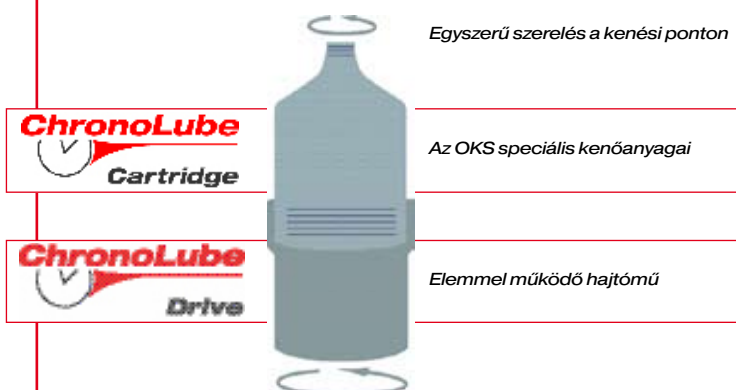 Egyszerű szerelés a kenési ponton
ChronoLube
Cartridge
Az OKS speciális kenőanyagai
ChronoLube
Drive
Elemmel működő hajtómű